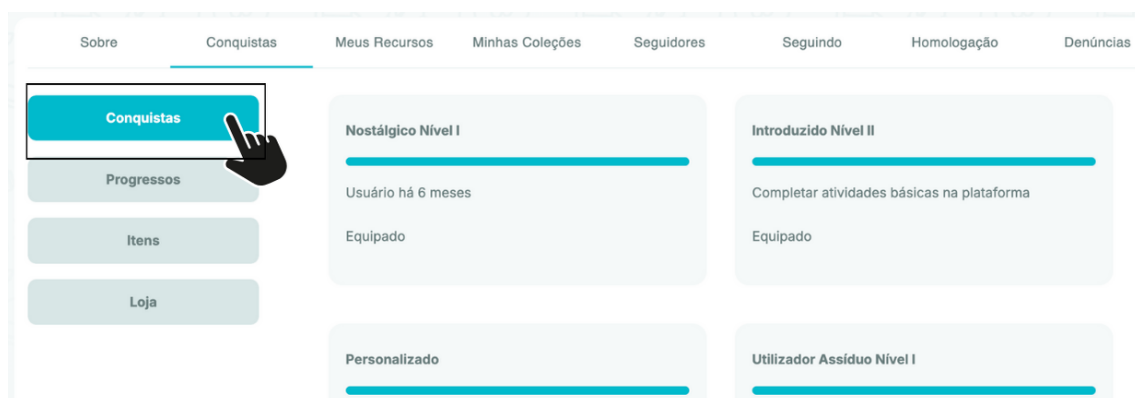 Sobre Conquistas Meus Recursos Minhas Coleções Seguidores Seguindo Homologação Denúncias
Conquistas
Progressos
Itens
Loja
Nostálgico Nível I
Usuário há 6 meses
Equipado
Introduzido Nível II
Completar atividades básicas na plataforma
Equipado
Personalizado
Utilizador Assíduo Nível I